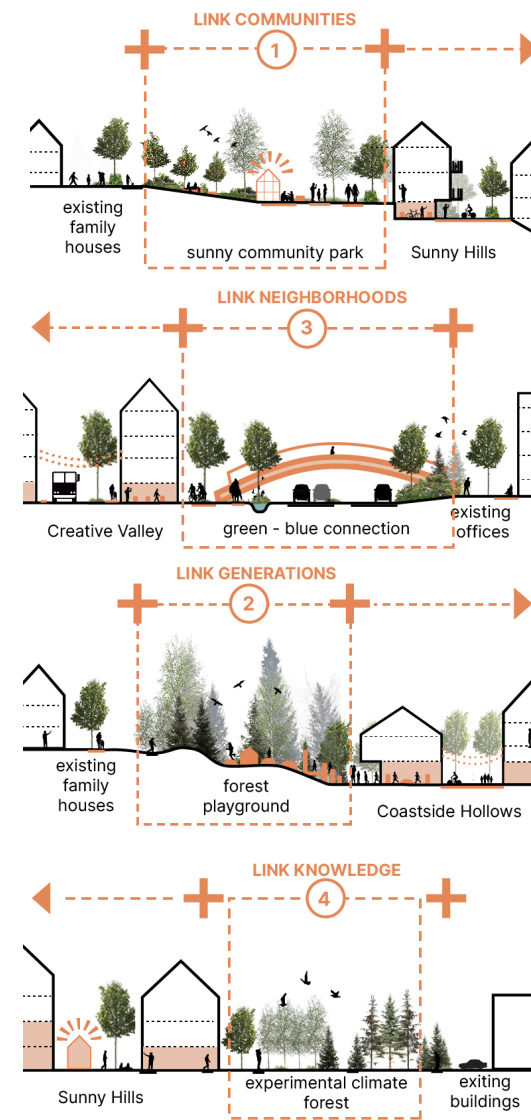 LINK COMMUNITIES
1
existing
family
houses
sunny community park
Sunny Hills
LINK NEIGHBORHOODS
3
Creative Valley
green - blue connection
existing
offices
LINK GENERATIONS
2
existing
family
houses
forest
playground
Coastside Hollows
LINK KNOWLEDGE
4
Sunny Hills
experimental climate
forest
exiting
buildings